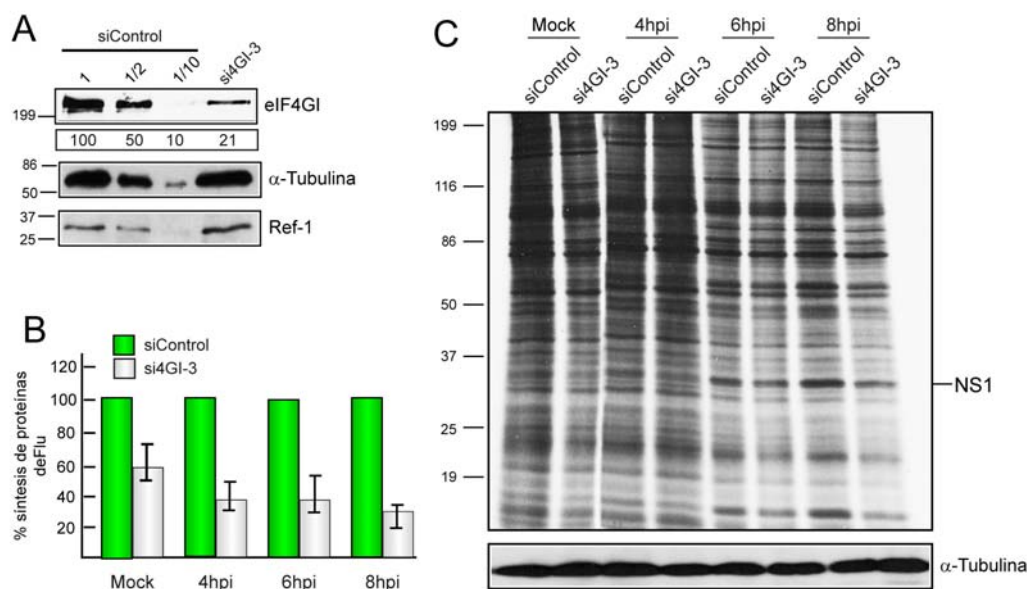 A
siControl
1
1/2
1/10
si4GI-3
eIF4GI
199
100 50 10 21
86
50
α-Tubulina
37
25
Ref-1
B
siControl
si4GI-3
% sintesis de proteinas
deFlu
120
100
80
60
40
20
Mock 4hpi 6hpi 8hpi
C
Mock 4hpi 6hpi 8hpi
siControl si4GI-3 siControl si4GI-3 siControl si4GI-3 siControl si4GI-3
199
116
86
50
37
25
19
NS1
α-Tubulina